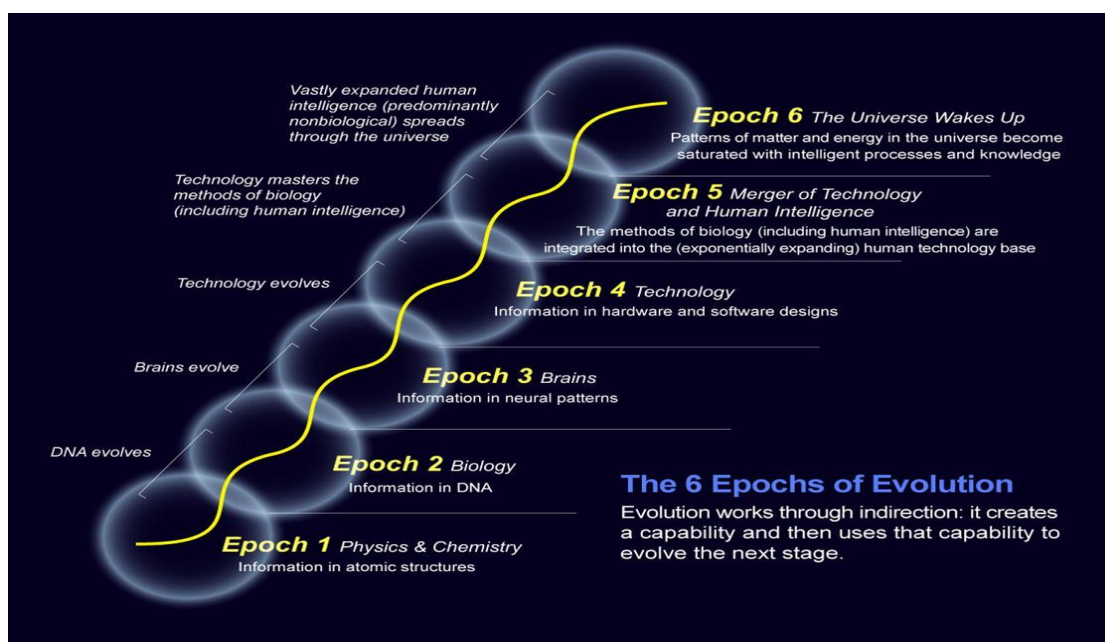 Vastly expanded human
intelligence (predominantly
nonbiological) spreads
through the universe
Epoch 6 The Universe Wakes Up
Patterns of matter and energy in the universe become
saturated with intelligent processes and knowledge
Technology masters the
methods of biology
(including human intelligence)
Epoch 5 Merger of Technology
and Human Intelligence
The methods of biology (including human intelligence) are
integrated into the (exponentially expanding) human technology base
Technology evolves
Epoch 4 Technology
Information in hardware and software designs
Brains evolve
Epoch 3 Brains
Information in neural patterns
DNA evolves
Epoch 2 Biology
Information in DNA
Epoch 1 Physics & Chemistry
Information in atomic structures
The 6 Epochs of Evolution
Evolution works through indirection: it creates
a capability and then uses that capability to
evolve the next stage.